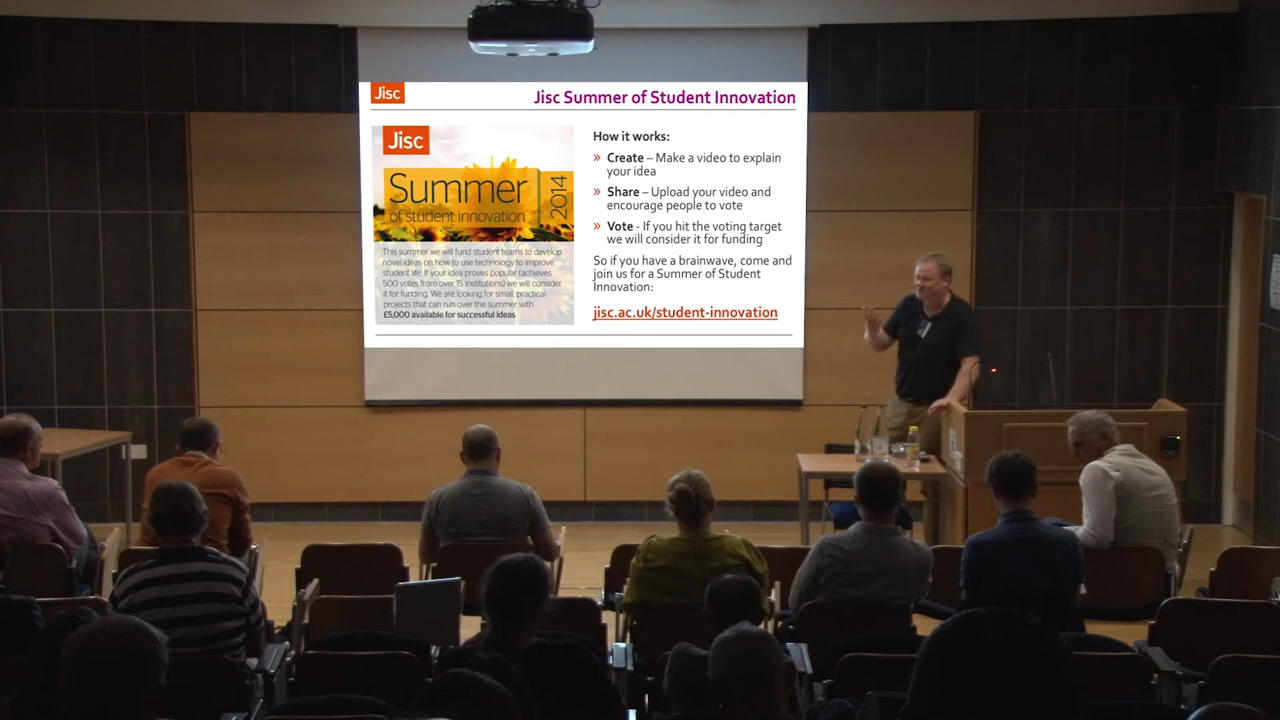 Jisc
Jisc Summer of Student Innovation
Jisc
Summer
of student innovation
2014
This summer we will fund student teams to develop
novel ideas on how to use technology to improve
student life. If your idea proves popular (achieves
500 votes from over 15 institutions) we will consider
it for funding. We are looking for small, practical
projects that can run over the summer with
£5,000 available for successful ideas.
How it works:
» Create – Make a video to explain
your idea
» Share – Upload your video and
encourage people to vote
» Vote - If you hit the voting target
we will consider it for funding
So if you have a brainwave, come and
join us for a Summer of Student
Innovation:
jisc.ac.uk/student-innovation